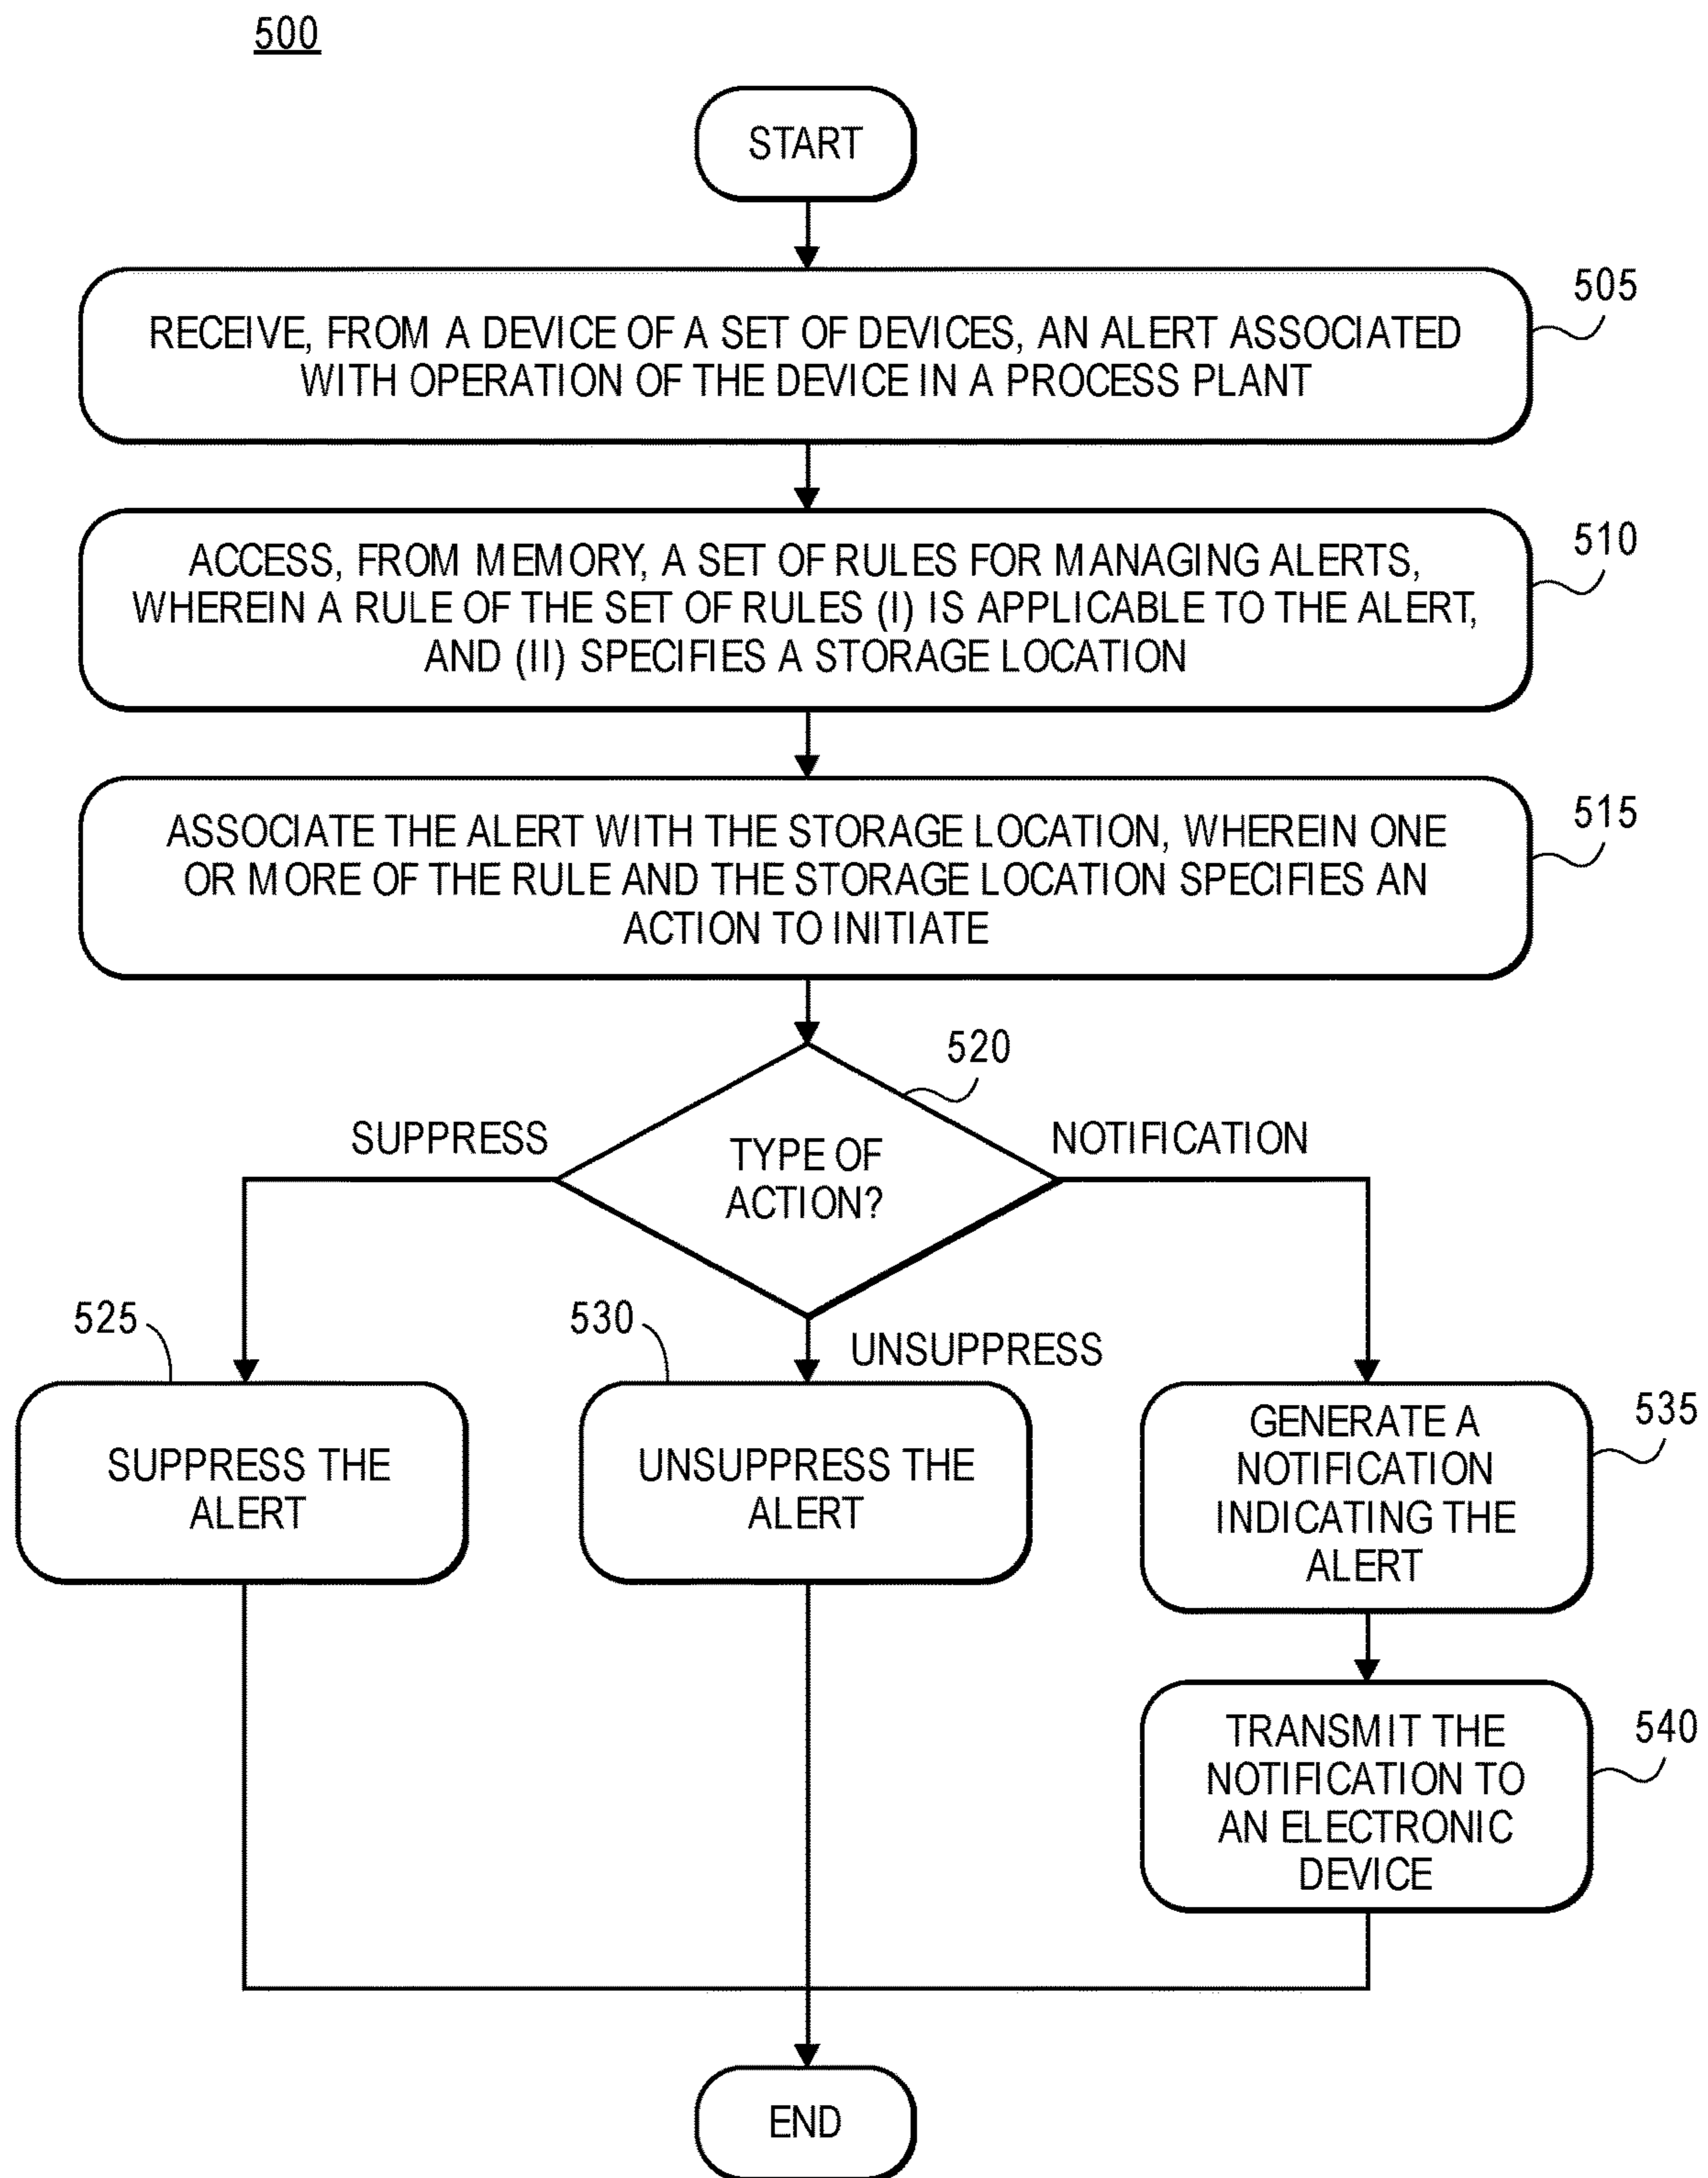 500
START
505
RECEIVE, FROM A DEVICE OF A SET OF DEVICES, AN ALERT ASSOCIATED
WITH OPERATION OF THE DEVICE IN A PROCESS PLANT
510
ACCESS, FROM MEMORY, A SET OF RULES FOR MANAGING ALERTS,
WHEREIN A RULE OF THE SET OF RULES (I) IS APPLICABLE TO THE ALERT,
AND (II) SPECIFIES A STORAGE LOCATION
515
ASSOCIATE THE ALERT WITH THE STORAGE LOCATION, WHEREIN ONE
OR MORE OF THE RULE AND THE STORAGE LOCATION SPECIFIES AN
ACTION TO INITIATE
520
SUPPRESS
TYPE OF
ACTION?
NOTIFICATION
525
530
UNSUPPRESS
SUPPRESS THE
ALERT
UNSUPPRESS THE
ALERT
535
GENERATE A
NOTIFICATION
INDICATING THE
ALERT
540
TRANSMIT THE
NOTIFICATION TO
AN ELECTRONIC
DEVICE
END